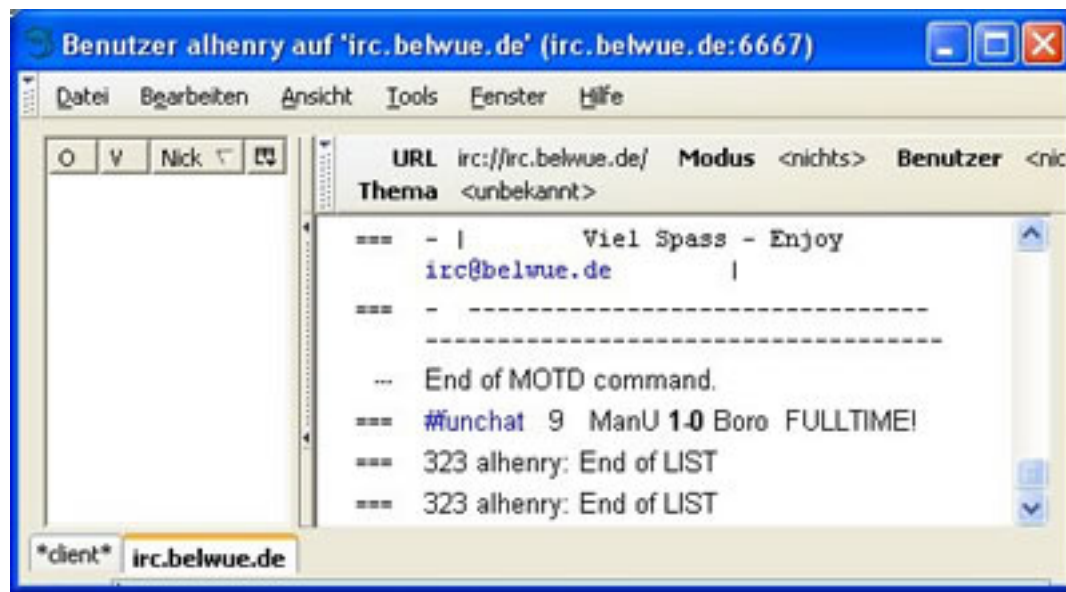 Benutzer alhenry auf 'irc.belwue.de' (irc.belwue.de:6667)
Datei Bearbeiten Ansicht Tools Fenster Hilfe
O V Nick
URL irc://irc.belwue.de/ Modus <nichts> Benutzer <nic
Thema <unbekannt>
=== - | Viel Spass - Enjoy
irc@belwue.de |
=== - --------------------------------
------------------------------------
--- End of MOTD command.
=== #funchat 9 ManU 1-0 Boro FULLTIME!
=== 323 alhenry: End of LIST
=== 323 alhenry: End of LIST
*client* irc.belwue.de